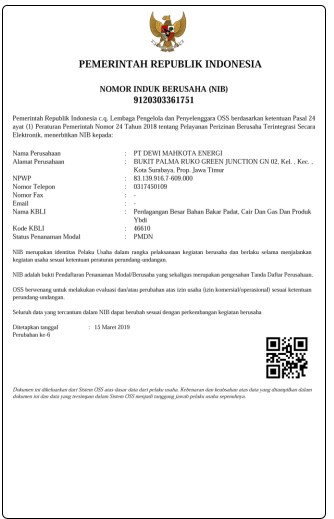 PEMERINTAH REPUBLIK INDONESIA
NOMOR INDUK BERUSAHA (NIB)
9120303361751
Pemerintah Republik Indonesia c.q. Lembaga Pengelola dan Penyelenggara OSS berdasarkan ketentuan Pasal 24
ayat (1) Peraturan Pemerintah Nomor 24 Tahun 2018 tentang Pelayanan Perizinan Berusaha Terintegrasi Secara
Elektronik, menerbitkan NIB kepada:
Nama Perusahaan : PT DEWI MAHKOTA ENERGI
Alamat Perusahaan : BUKIT PALMA RUKO GREEN JUNCTION GN 02, Kel. , Kec. ,
Kota Surabaya, Prop. Jawa Timur
NPWP : 83.139.916.7-609.000
Nomor Telepon : 0317450109
Nomor Fax : -
Email : -
Nama KBLI : Perdagangan Besar Bahan Bakar Padat, Cair Dan Gas Dan Produk
Ybdi
Kode KBLI : 46610
Status Penanaman Modal : PMDN
NIB merupakan identitas Pelaku Usaha dalam rangka pelaksanaan kegiatan berusaha dan berlaku selama menjalankan
kegiatan usaha sesuai ketentuan peraturan perundang-undangan.
NIB adalah bukti Pendaftaran Penanaman Modal/Berusaha yang sekaligus merupakan pengesahan Tanda Daftar Perusahaan.
OSS berwenang untuk melakukan evaluasi dan/atau perubahan atas izin usaha (izin komersial/operasional) sesuai ketentuan
perundang-undangan.
Seluruh data yang tercantum dalam NIB dapat berubah sesuai dengan perkembangan kegiatan berusaha
Ditetapkan tanggal : 15 Maret 2019
Perubahan ke-6
Dokumen ini dikeluarkan dari Sistem OSS atas dasar data dari pelaku usaha. Kebenaran dan keabsahan atas data yang ditampilkan dalam
dokumen ini dan data yang tersimpan dalam Sistem OSS menjadi tanggung jawab pelaku usaha sepenuhnya.